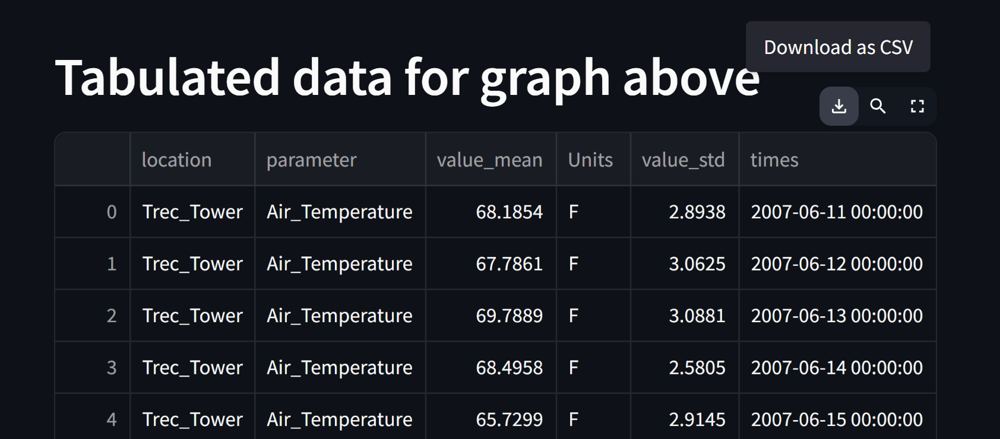 Download as CSV
Tabulated data for graph above
location parameter value_mean Units value_std times
0 Trec_Tower Air_Temperature 68.1854 F 2.8938 2007-06-11 00:00:00
1 Trec_Tower Air_Temperature 67.7861 F 3.0625 2007-06-12 00:00:00
2 Trec_Tower Air_Temperature 69.7889 F 3.0881 2007-06-13 00:00:00
3 Trec_Tower Air_Temperature 68.4958 F 2.5805 2007-06-14 00:00:00
4 Trec_Tower Air_Temperature 65.7299 F 2.9145 2007-06-15 00:00:00